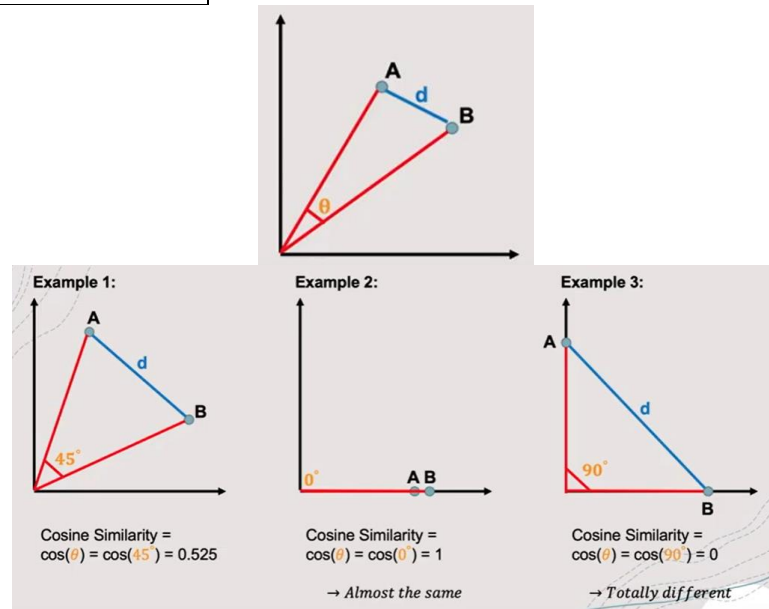 A
d
B
θ
Example 1:
A
d
B
45°
Cosine Similarity =
cos(θ) = cos(45°) = 0.525
Example 2:
0°
A B
Cosine Similarity =
cos(θ) = cos(0°) = 1
→ Almost the same
Example 3:
A
d
90°
B
Cosine Similarity =
cos(θ) = cos(90°) = 0
→ Totally different